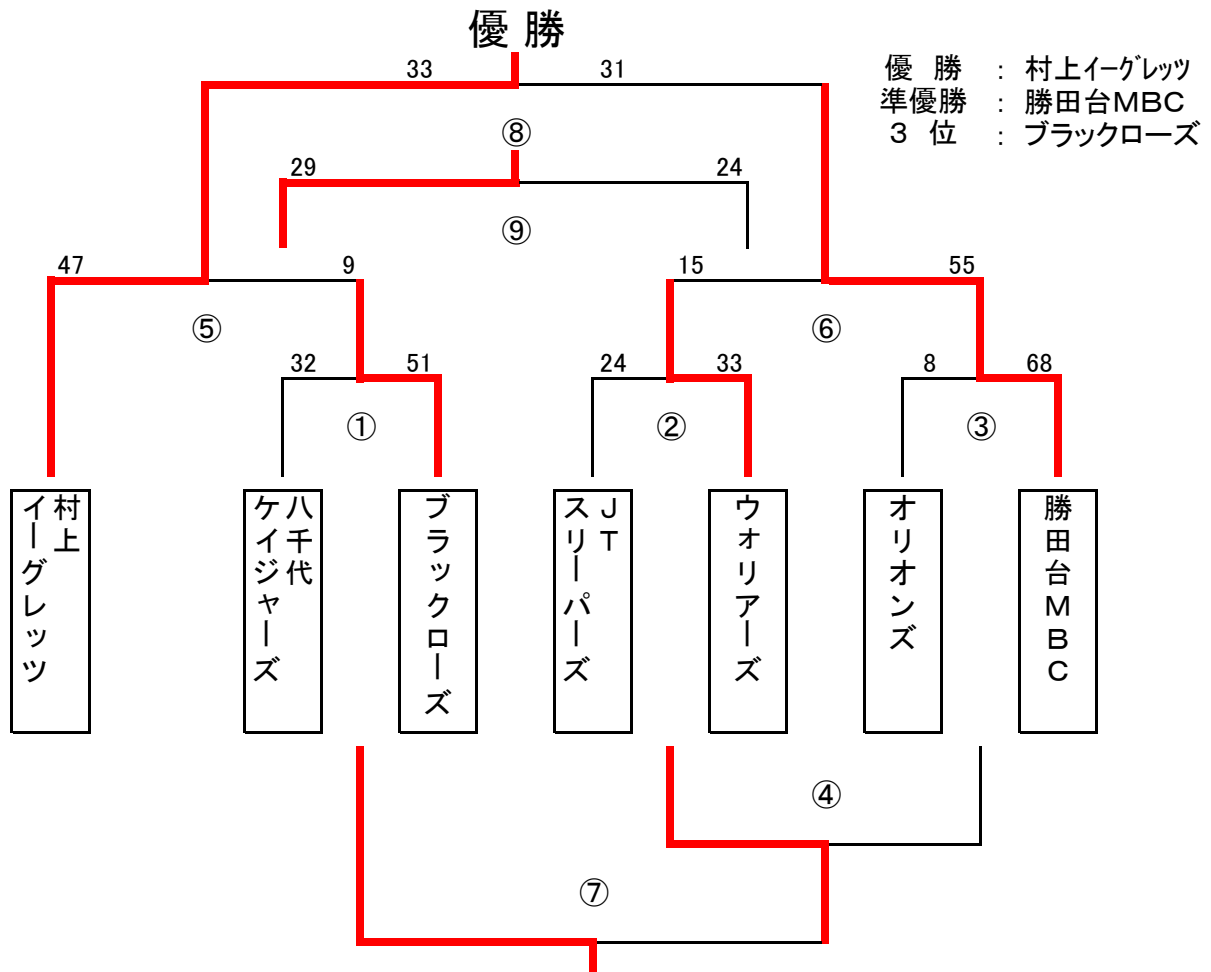 優 勝
優 勝 : 村上イーグレッツ
準優勝 : 勝田台MBC
3 位 : ブラックローズ
33 31
⑧
29 24
⑨
47 9 15 55
⑤ ⑥
32 51 24 33 8 68
① ② ③
村上
イーグレッツ
八千代
ケイジャーズ
ブラックローズ
JT
スリーパーズ
ウォリアーズ
オリオンズ
勝田台MBC
④
⑦